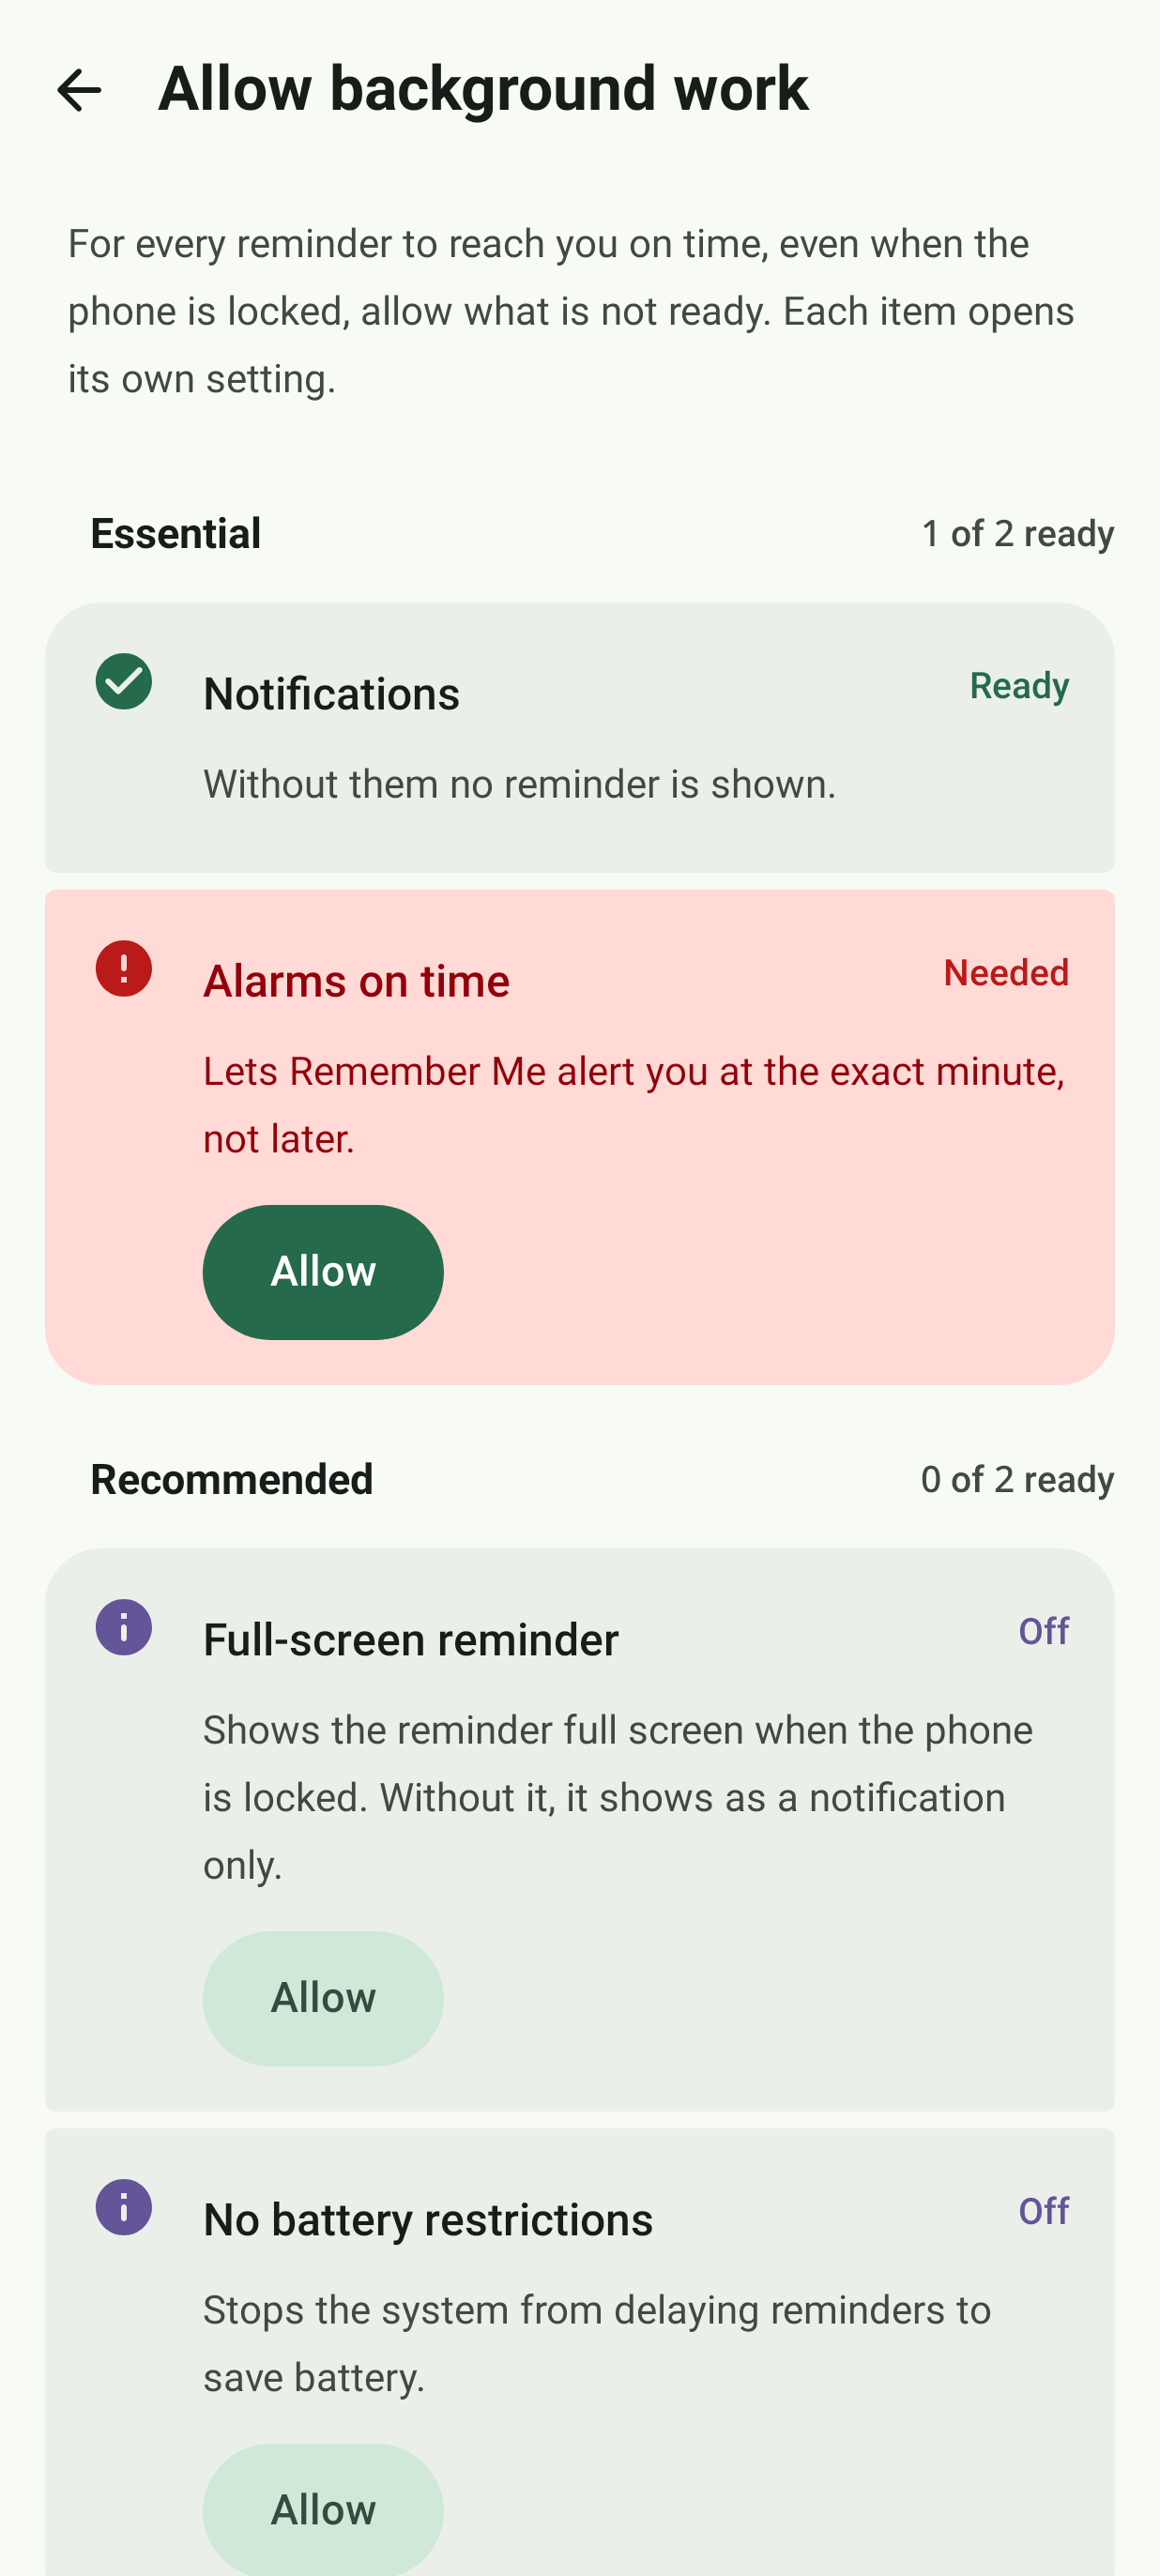 Allow background work
For every reminder to reach you on time, even when the
phone is locked, allow what is not ready. Each item opens
its own setting.
Essential
1 of 2 ready
Notifications
Ready
Without them no reminder is shown.
Alarms on time
Needed
Lets Remember Me alert you at the exact minute,
not later.
Allow
Recommended
0 of 2 ready
Full-screen reminder
Off
Shows the reminder full screen when the phone
is locked. Without it, it shows as a notification
only.
Allow
No battery restrictions
Off
Stops the system from delaying reminders to
save battery.
Allow